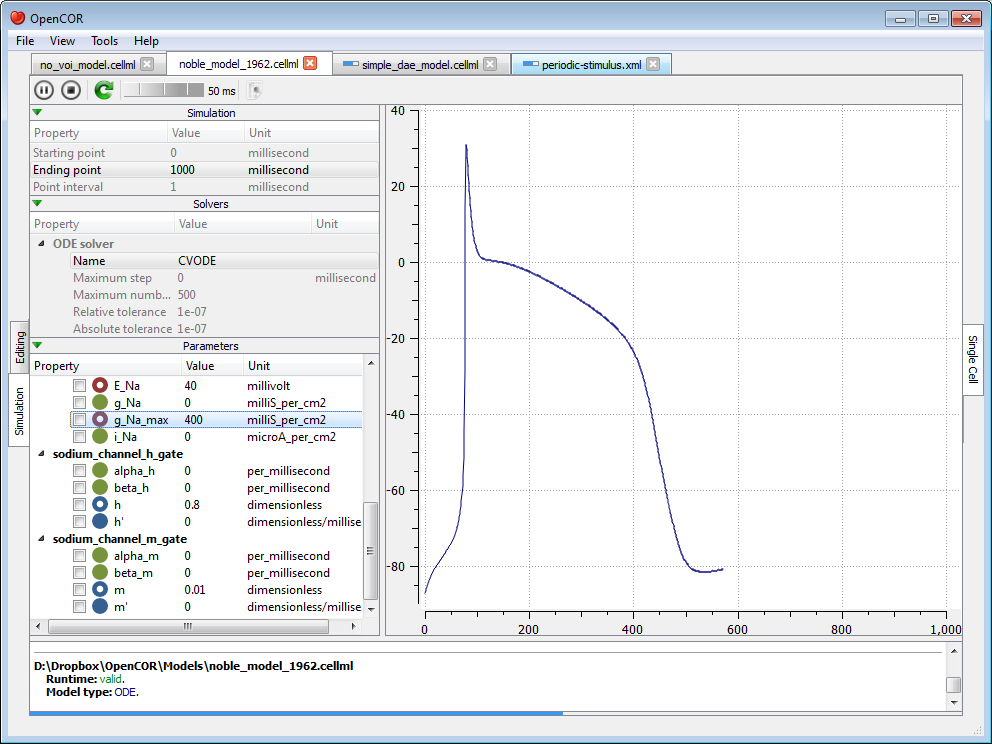 OpenCOR
File View Tools Help
no_voi_model.cellml noble_model_1962.cellml simple_dae_model.cellml periodic-stimulus.xml
50 ms
Simulation
Property Value Unit
Starting point 0 millisecond
Ending point 1000 millisecond
Point interval 1 millisecond
Solvers
Property Value Unit
ODE solver
Name CVODE
Maximum step 0 millisecond
Maximum numb... 500
Relative tolerance 1e-07
Absolute tolerance 1e-07
Parameters
Property Value Unit
E_Na 40 millivolt
g_Na 0 milliS_per_cm2
g_Na_max 400 milliS_per_cm2
i_Na 0 microA_per_cm2
sodium_channel_h_gate
alpha_h 0 per_millisecond
beta_h 0 per_millisecond
h 0.8 dimensionless
h' 0 dimensionless/millise
sodium_channel_m_gate
alpha_m 0 per_millisecond
beta_m 0 per_millisecond
m 0.01 dimensionless
m' 0 dimensionless/millise
Editing
Simulation
40
20
0
-20
-40
-60
-80
0 200 400 600 800 1,000
Single Cell
D:\Dropbox\OpenCOR\Models\noble_model_1962.cellml
Runtime: valid.
Model type: ODE.